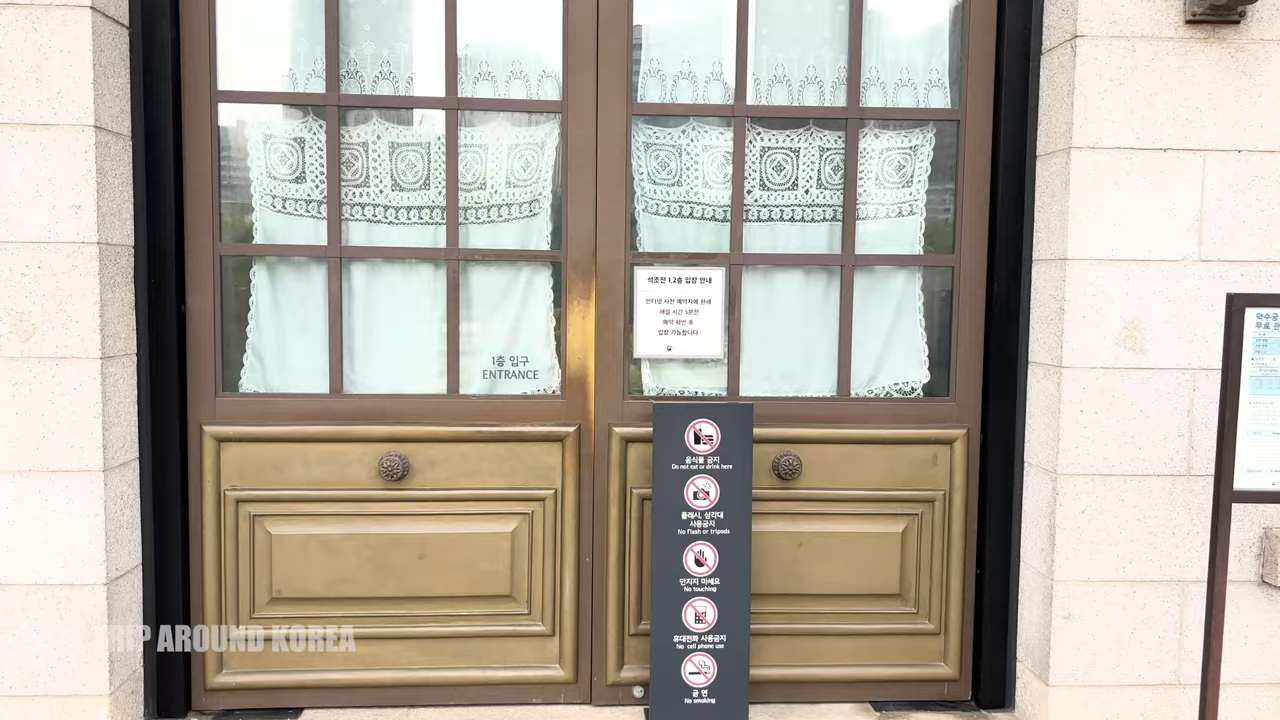 석조전 1,2층 입장 안내
인터넷 사전 예약자에 한해
해설 시간 5분전
예약 확인 후
입장 가능합니다.
1층 입구
ENTRANCE
음식물 금지
Do not eat or drink here
플래시, 삼각대
사용금지
No flash or tripods
만지지 마세요
No touching
휴대전화 사용금지
No cell phone use
금 연
No smoking
덕수궁
무료 관
TRIP AROUND KOREA